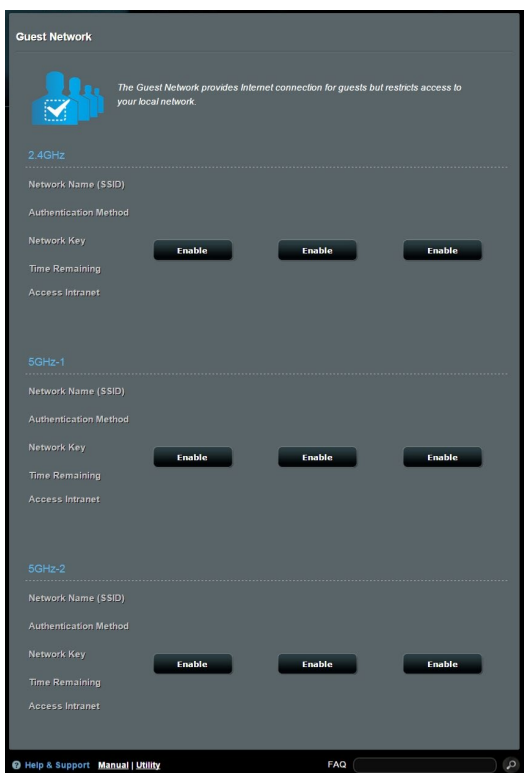 Guest Network
The Guest Network provides Internet connection for guests but restricts access to
your local network.
2.4GHz
Network Name (SSID)
Authentication Method
Network Key
Enable Enable Enable
Time Remaining
Access Intranet
5GHz-1
Network Name (SSID)
Authentication Method
Network Key
Enable Enable Enable
Time Remaining
Access Intranet
5GHz-2
Network Name (SSID)
Authentication Method
Network Key
Enable Enable Enable
Time Remaining
Access Intranet
? Help & Support Manual | Utility FAQ